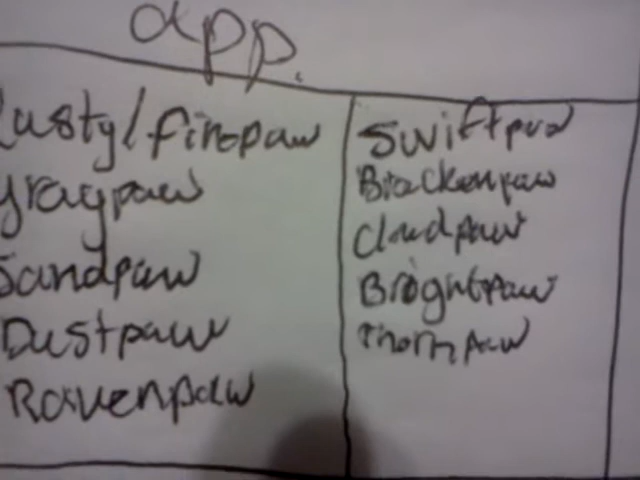 app.
Rusty/firepaw
Graypaw
Sandpaw
Dustpaw
Ravenpaw
Swiftpaw
Brackenpaw
Cloudpaw
Brightpaw
Thornpaw